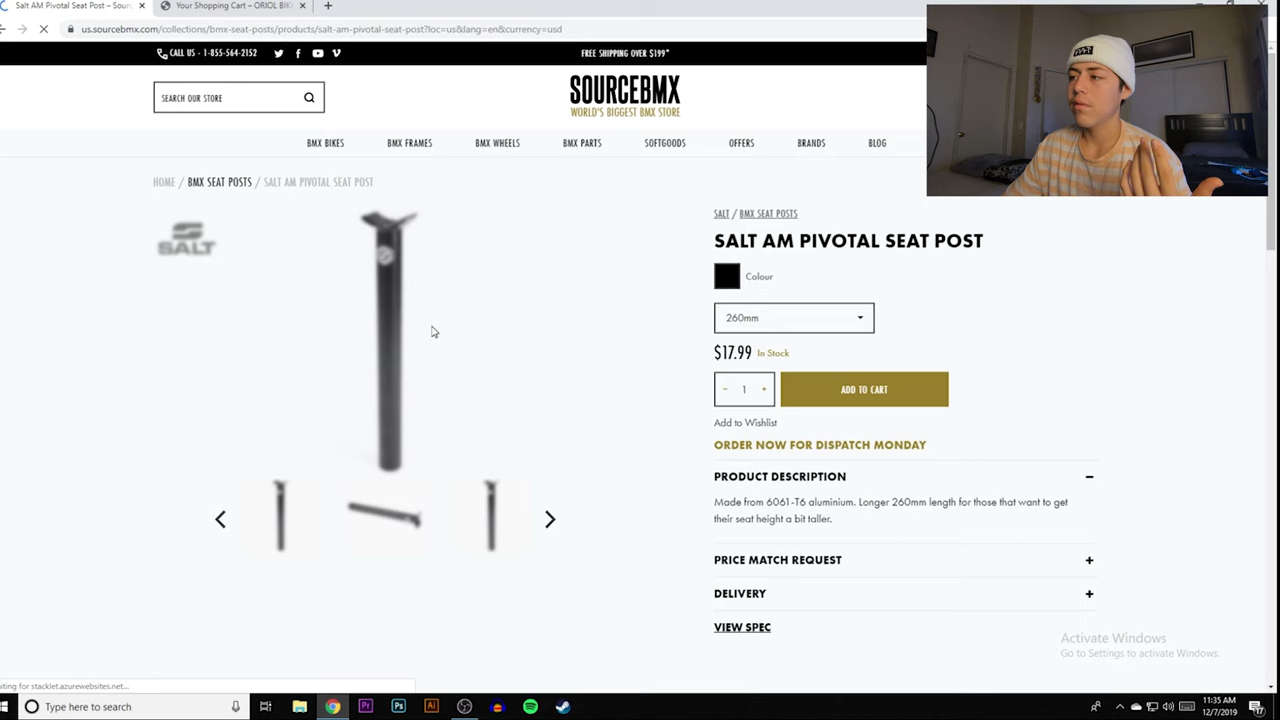 Salt AM Pivotal Seat Post – Sour
Your Shopping Cart – ORIOL BIK
us.sourcebmx.com/collections/bmx-seat-posts/products/salt-am-pivotal-seat-post?loc=us&lang=en&currency=usd
CALL US - 1-855-564-2152
FREE SHIPPING OVER $199*
SEARCH OUR STORE
SOURCEBMX
WORLD'S BIGGEST BMX STORE
BMX BIKES BMX FRAMES BMX WHEELS BMX PARTS SOFTGOODS OFFERS BRANDS BLOG
HOME / BMX SEAT POSTS / SALT AM PIVOTAL SEAT POST
SALT
SALT / BMX SEAT POSTS
SALT AM PIVOTAL SEAT POST
Colour
260mm
$17.99 In Stock
- 1 + ADD TO CART
Add to Wishlist
ORDER NOW FOR DISPATCH MONDAY
PRODUCT DESCRIPTION
Made from 6061-T6 aluminium. Longer 260mm length for those that want to get
their seat height a bit taller.
PRICE MATCH REQUEST
DELIVERY
VIEW SPEC
Activate Windows
Go to Settings to activate Windows.
iting for stacklet.azurewebsites.net...
Type here to search
Pr
Ps
Ai
11:35 AM
12/7/2019
17